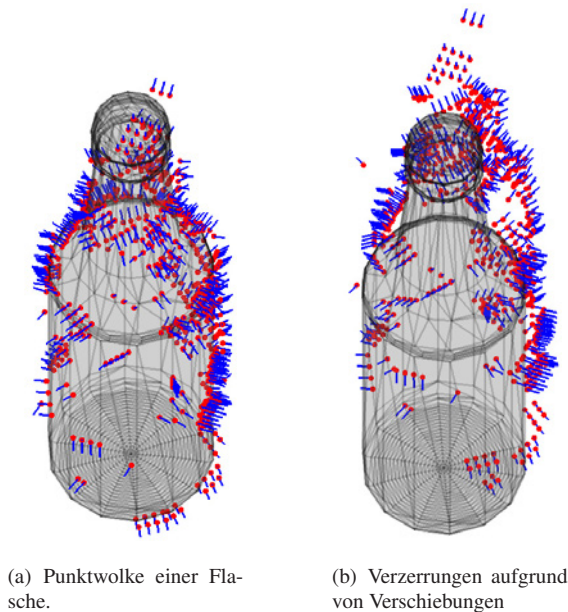 (a) Punktwolke einer Fla-
sche.
(b) Verzerrungen aufgrund
von Verschiebungen